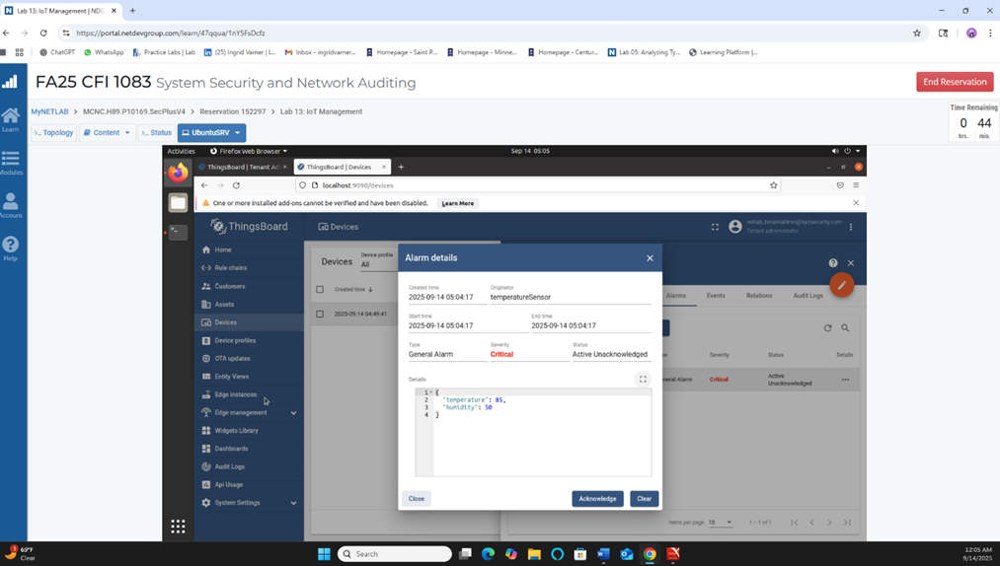 Lab 13: IoT Management | NDG
https://portal.netdevgroup.com/learn/47qqua/1nY5FsDcfz
ChatGPT
WhatsApp
Practice Labs | Lab
(25) Ingrid Varner | L...
Inbox - ingridvarner...
Homepage - Saint P...
Homepage - Minne...
Homepage - Centur...
Lab 05: Analyzing Ty...
Learning Platform |...
FA25 CFI 1083 System Security and Network Auditing
End Reservation
MyNETLAB > MCNC.H89.P10169.SecPlusV4 > Reservation 152297 > Lab 13: IoT Management
Time Remaining
0 44
hrs. min.
>_ Topology
Content
>_ Status
UbuntuSRV
Learn
Modules
Account
Help
Activities
Firefox Web Browser
Sep 14 05:05
ThingsBoard | Tenant Ad
ThingsBoard | Devices
localhost:9090/devices
One or more installed add-ons cannot be verified and have been disabled.
Learn More
ThingsBoard
Devices
netlab_tenantadmin@xyzsecurity.com
Tenant administrator
Home
Rule chains
Customers
Assets
Devices
Device profiles
OTA updates
Entity Views
Edge instances
Edge management
Widgets Library
Dashboards
Audit Logs
Api Usage
System Settings
Devices
Device profile
All
Created time
2025-09-14 04:49:41
Alarm details
Created time
2025-09-14 05:04:17
Originator
temperatureSensor
Start time
2025-09-14 05:04:17
End time
2025-09-14 05:04:17
Type
General Alarm
Severity
Critical
Status
Active Unacknowledged
Details
1 {
2 "temperature": 85,
3 "humidity": 50
4 }
Close
Acknowledge
Clear
Alarms
Events
Relations
Audit Logs
Severity
Status
Details
neral Alarm
Critical
Active
Unacknowledged
Items per page: 10
1 – 1 of 1
69°F
Clear
Search
12:05 AM
9/14/2025